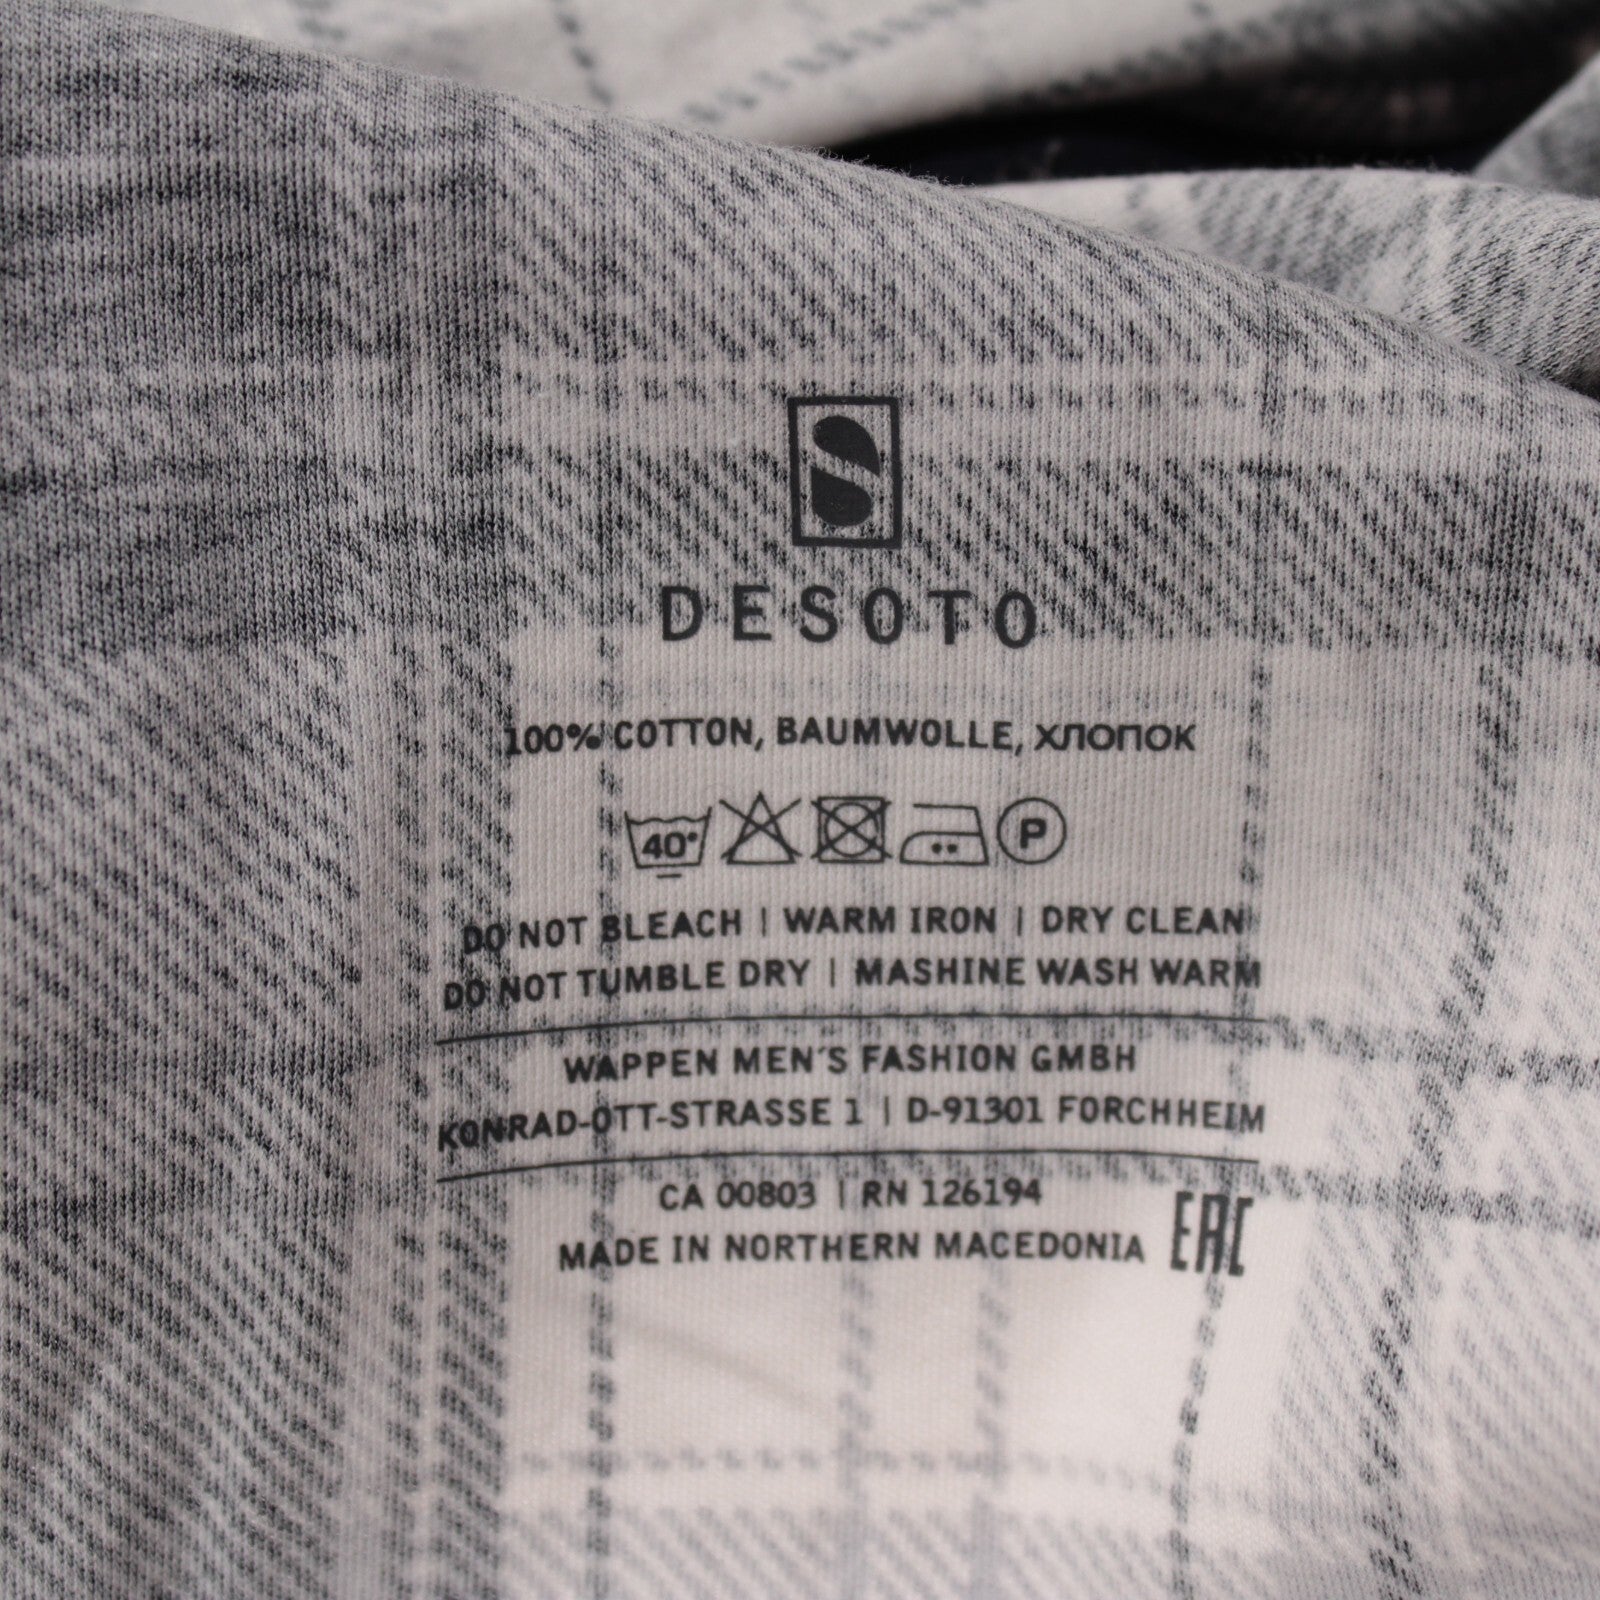 S
DESOTO
100% COTTON, BAUMWOLLE, ХЛОПОК
40° P
DO NOT BLEACH | WARM IRON | DRY CLEAN
DO NOT TUMBLE DRY | MASHINE WASH WARM
WAPPEN MEN´S FASHION GMBH
KONRAD-OTT-STRASSE 1 | D-91301 FORCHHEIM
CA 00803 | RN 126194
MADE IN NORTHERN MACEDONIA EAC